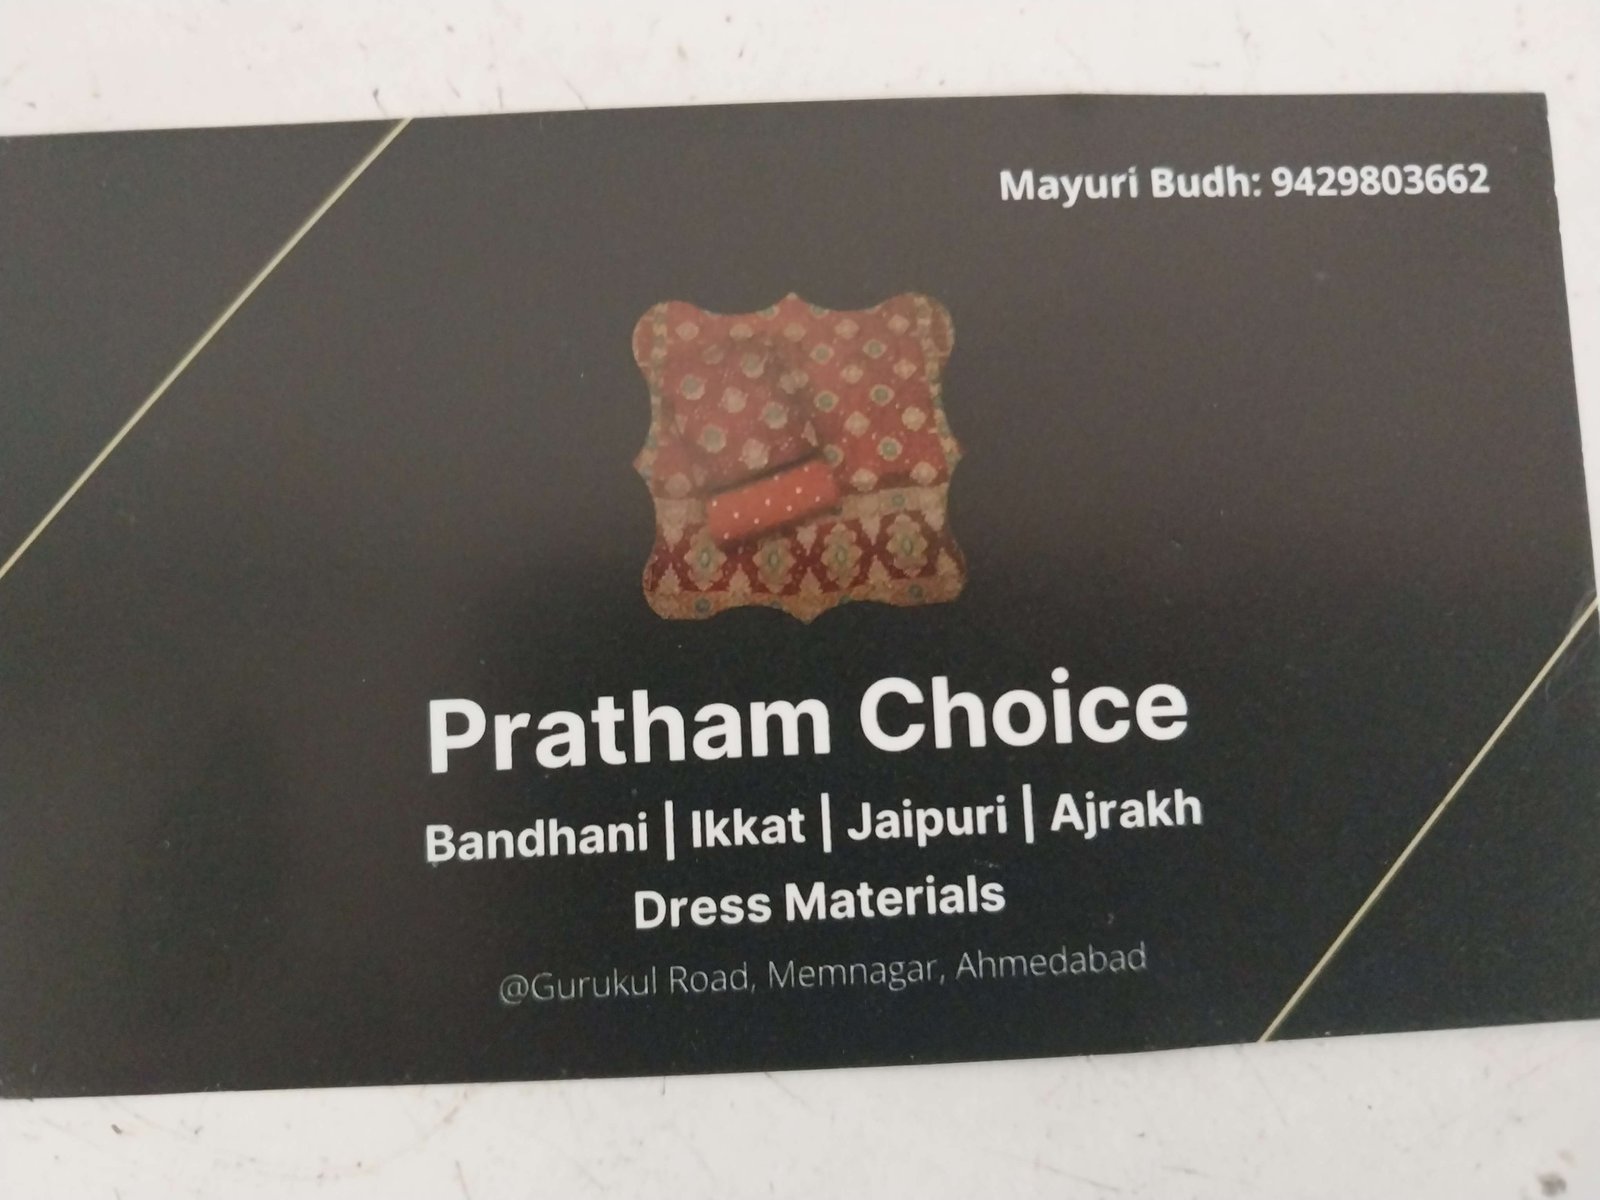 Mayuri Budh: 9429803662
Pratham Choice
Bandhani | Ikkat | Jaipuri | Ajrakh
Dress Materials
@Gurukul Road, Memnagar, Ahmedabad